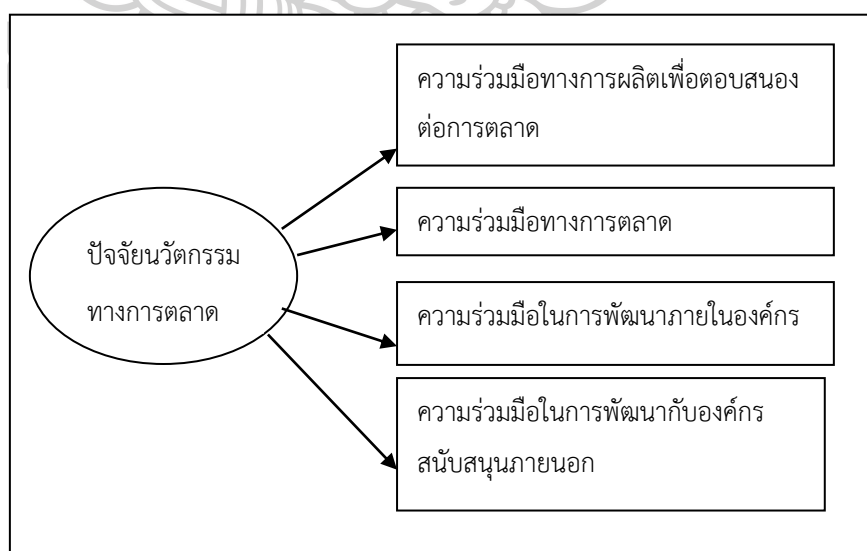 ความร่วมมือทางการผลิตเพื่อตอบสนอง
ต่อการตลาด
ความร่วมมือทางการตลาด
ปัจจัยนวัตกรรม
ทางการตลาด
ความร่วมมือในการพัฒนาภายในองค์กร
ความร่วมมือในการพัฒนากับองค์กร
สนับสนุนภายนอก